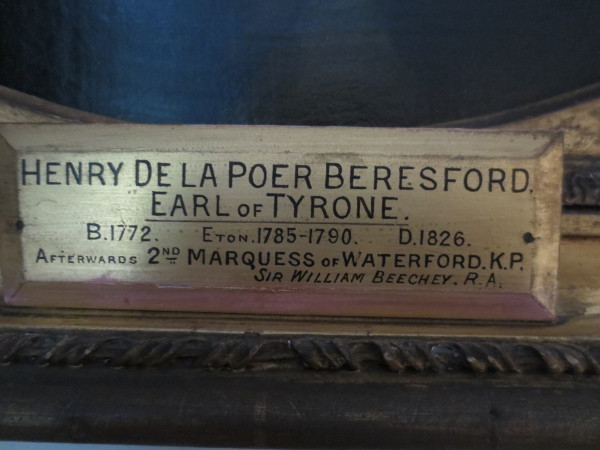 HENRY DE LA POER BERESFORD.
EARL OF TYRONE.
B.1772. ETON.1785-1790. D.1826.
AFTERWARDS 2ND MARQUESS OF WATERFORD.K.P.
SIR WILLIAM BEECHEY. R.A.